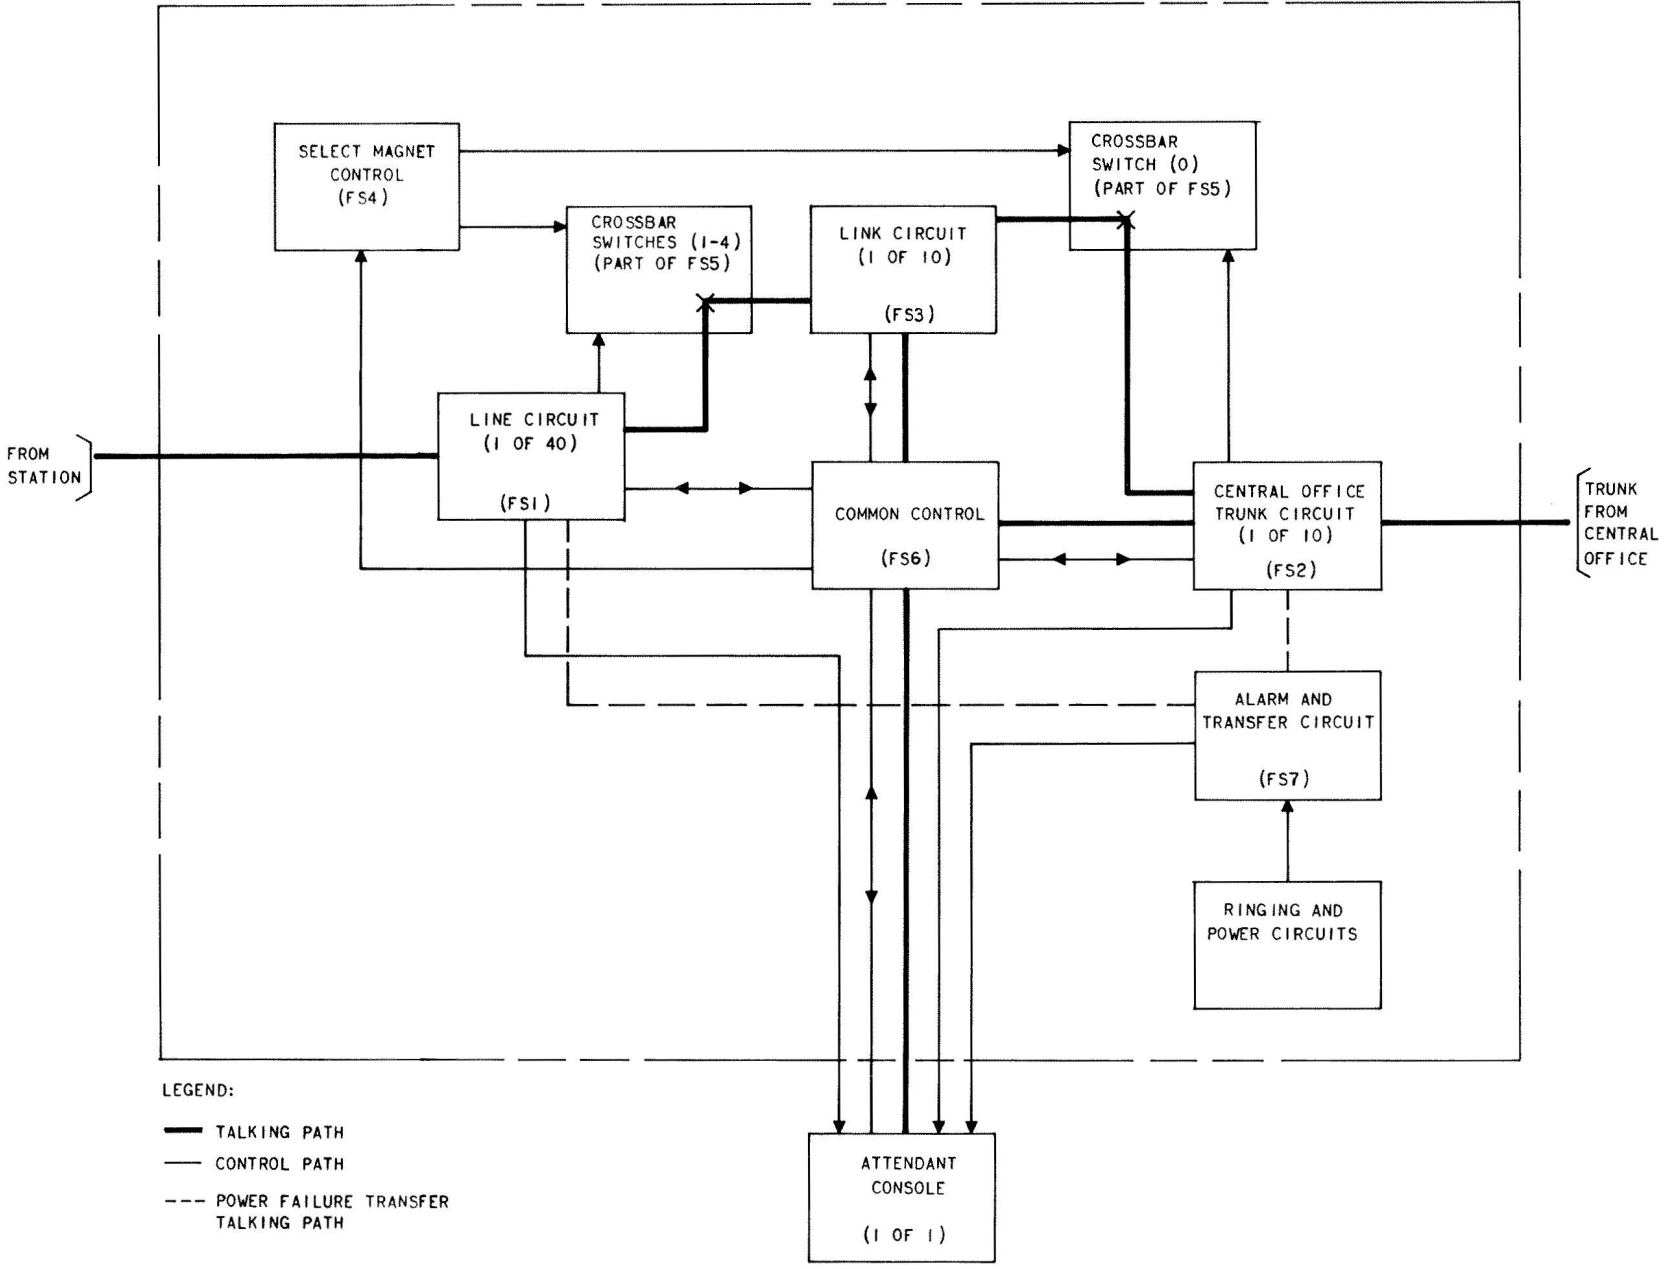 SELECT MAGNET
CONTROL
(FS4)
CROSSBAR
SWITCH (0)
(PART OF FS5)
CROSSBAR
SWITCHES (1-4)
(PART OF FS5)
LINK CIRCUIT
(1 OF 10)
(FS3)
LINE CIRCUIT
(1 OF 40)
(FS1)
FROM
STATION
COMMON CONTROL
(FS6)
CENTRAL OFFICE
TRUNK CIRCUIT
(1 OF 10)
(FS2)
TRUNK
FROM
CENTRAL
OFFICE
ALARM AND
TRANSFER CIRCUIT
(FS7)
RINGING AND
POWER CIRCUITS
LEGEND:
TALKING PATH
CONTROL PATH
POWER FAILURE TRANSFER
TALKING PATH
ATTENDANT
CONSOLE
(1 OF 1)